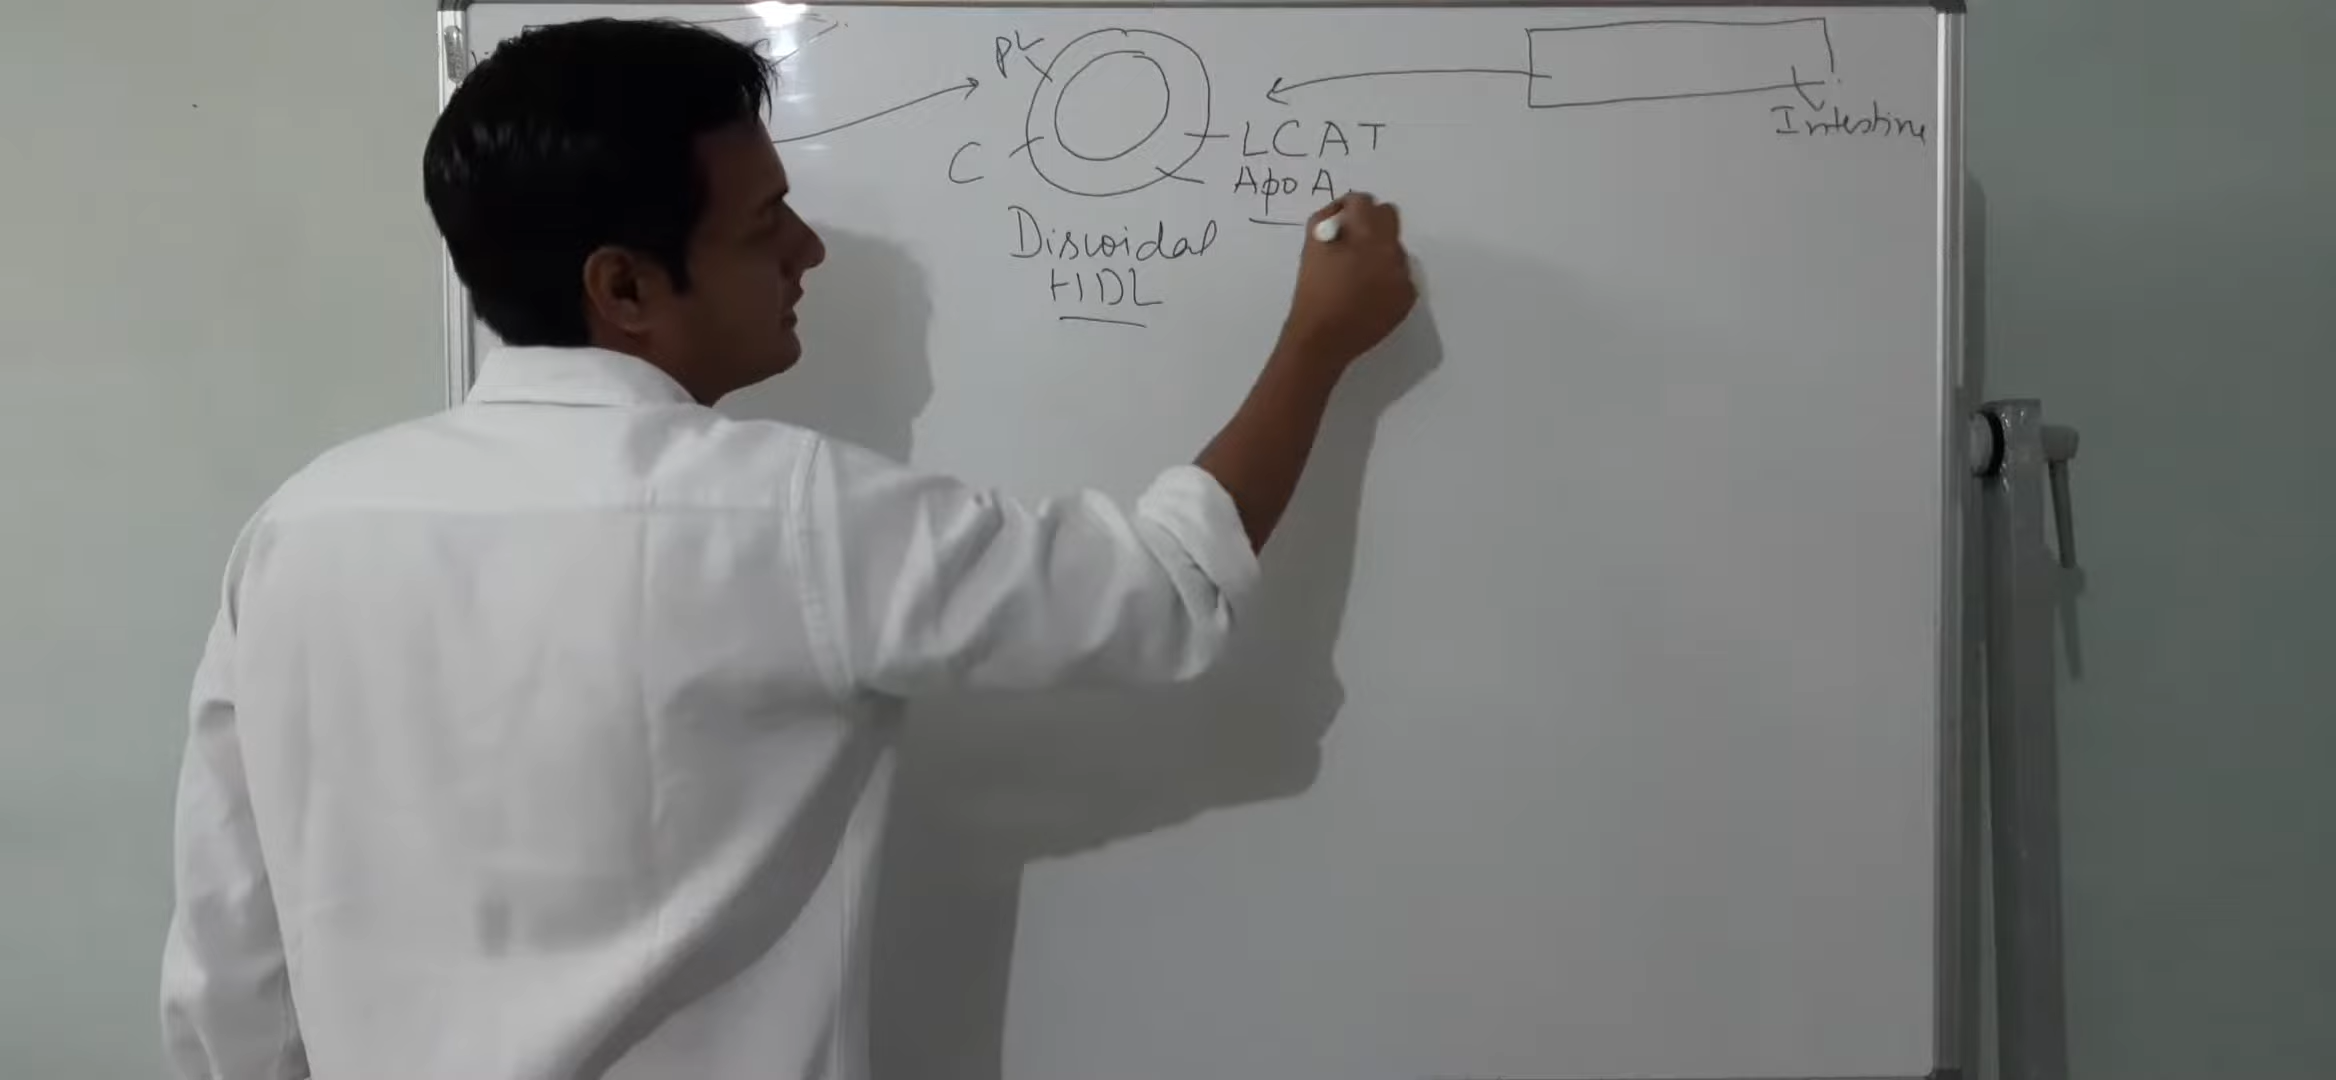 PL
C
LCAT
Apo A
Discoidal
HDL
Intestine